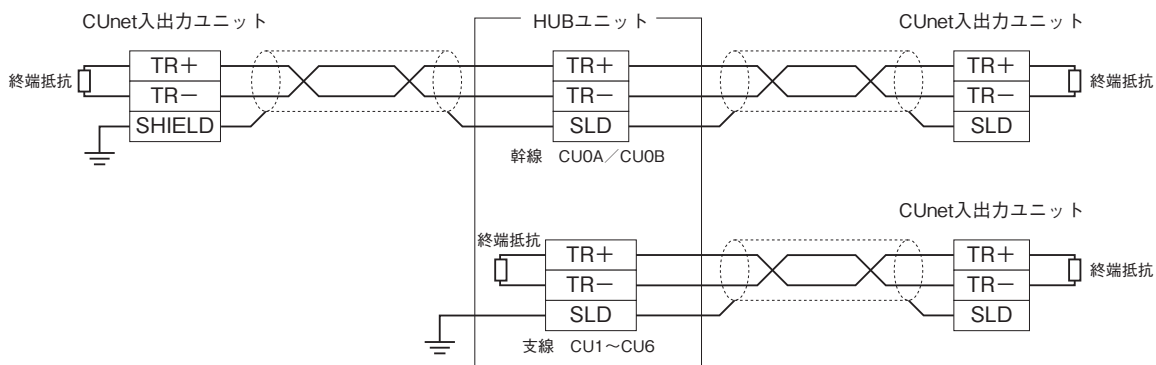 CUnet入出力ユニット
HUBユニット
CUnet入出力ユニット
終端抵抗
TR＋
TR－
SHIELD
TR＋
TR－
SLD
幹線　CU0A／CU0B
TR＋
TR－
SLD
終端抵抗
CUnet入出力ユニット
終端抵抗
TR＋
TR－
SLD
支線　CU1～CU6
TR＋
TR－
SLD
終端抵抗